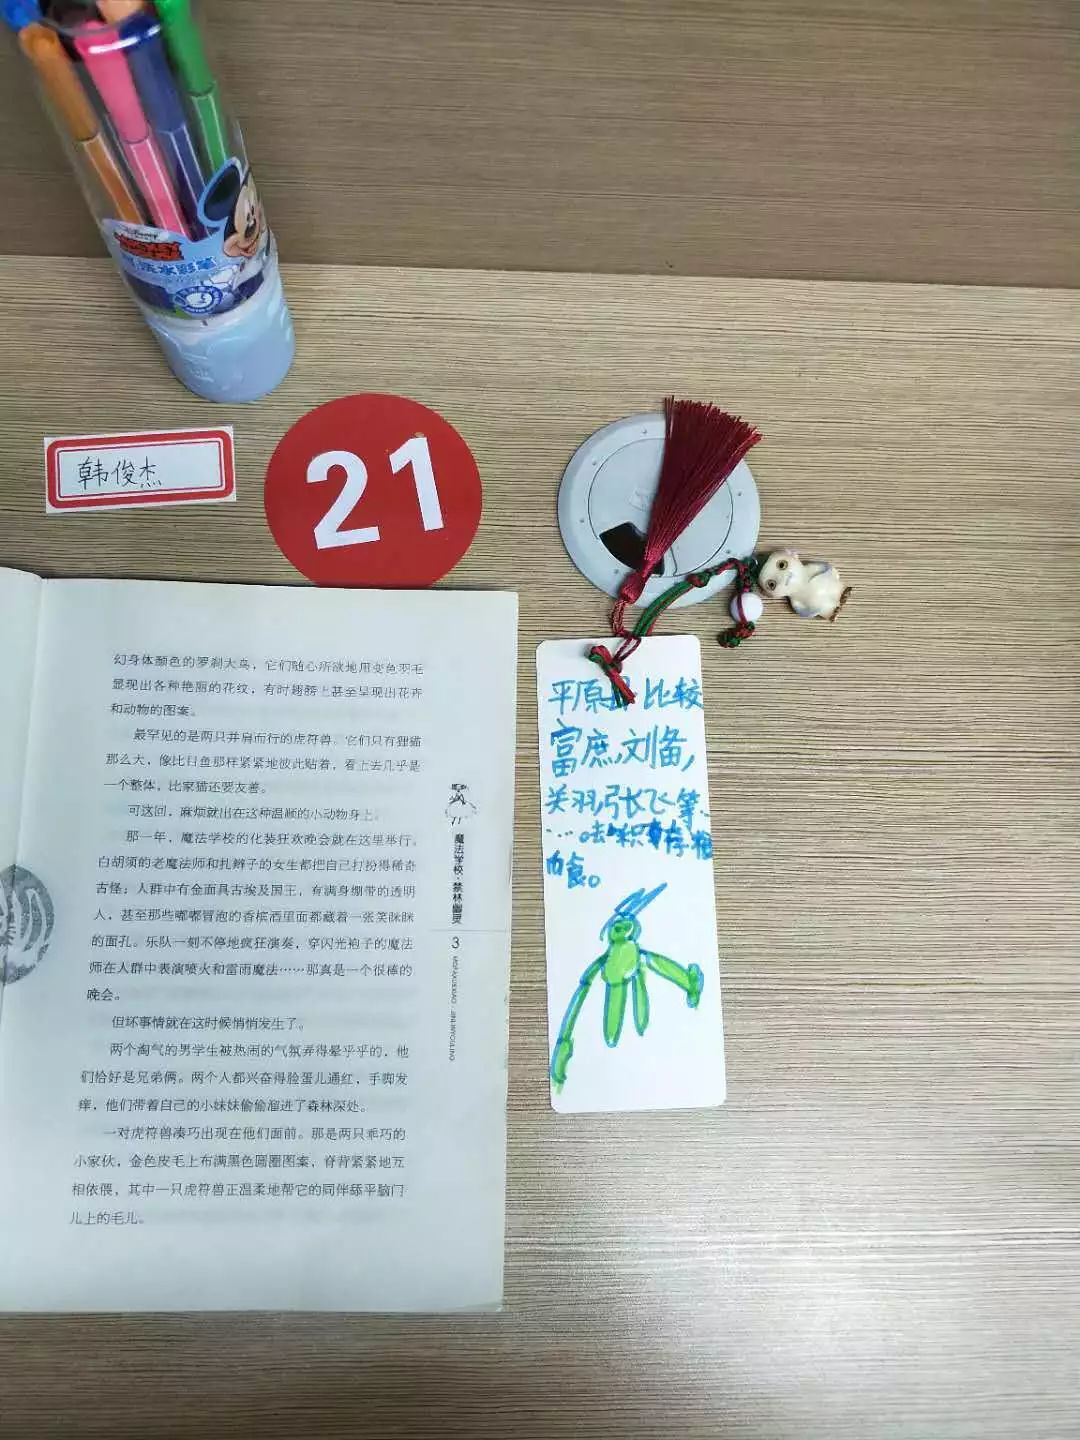 Disney
水彩笔
韩俊杰
21
幻身体颜色的罗刹大鸟，它们随心所欲地用变色羽毛
显现出各种艳丽的花纹，有时翅膀上甚至呈现出花卉
和动物的图案。
最罕见的是两只并肩而行的虎符兽。它们只有狸猫
那么大，像比目鱼那样紧紧地彼此贴着，看上去几乎是
一个整体，比家猫还要友善。
可这回，麻烦就出在这种温顺的小动物身上。
那一年，魔法学校的化装狂欢晚会就在这里举行。
白胡须的老魔法师和扎辫子的女生都把自己打扮得稀奇
古怪；人群中有金面具古埃及国王，有满身绷带的透明
人，甚至那些嘟嘟冒泡的香槟酒里面都藏着一张笑眯眯
的面孔。乐队一刻不停地疯狂演奏，穿闪光袍子的魔法
师在人群中表演喷火和雷雨魔法……那真是一个很棒的
晚会。
但坏事情就在这时候悄悄发生了。
两个淘气的男学生被热闹的气氛弄得晕乎乎的，他
们恰好是兄弟俩。两个人都兴奋得脸蛋儿通红，手脚发
痒，他们带着自己的小妹妹偷偷溜进了森林深处。
一对虎符兽凑巧出现在他们面前。那是两只乖巧的
小家伙，金色皮毛上布满黑色圆圈图案，脊背紧紧地互
相依偎，其中一只虎符兽正温柔地帮它的同伴舔平脑门
儿上的毛儿。
魔法学校·禁林幽灵
3
MOFAXUEXIAO · JINLINYOULING
平原 比较
富庶,刘备,
关羽,张飞等…
…。 积 存粮
食。